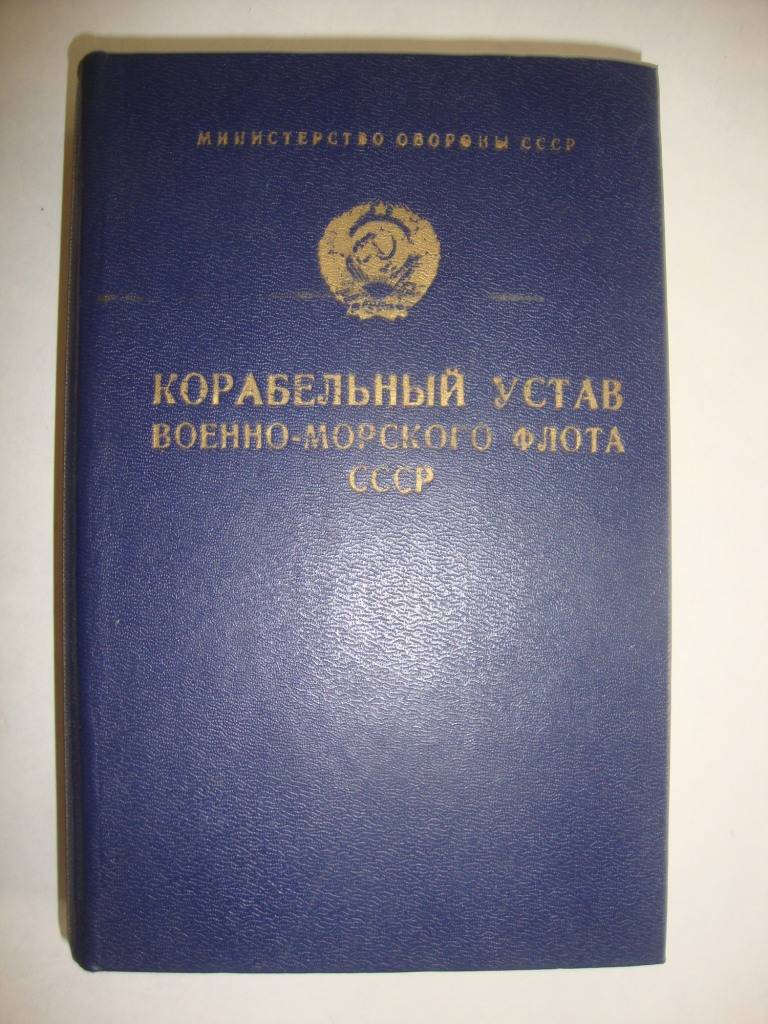 МИНИСТЕРСТВО ОБОРОНЫ СССР
КОРАБЕЛЬНЫЙ УСТАВ
ВОЕННО-МОРСКОГО ФЛОТА
СССР